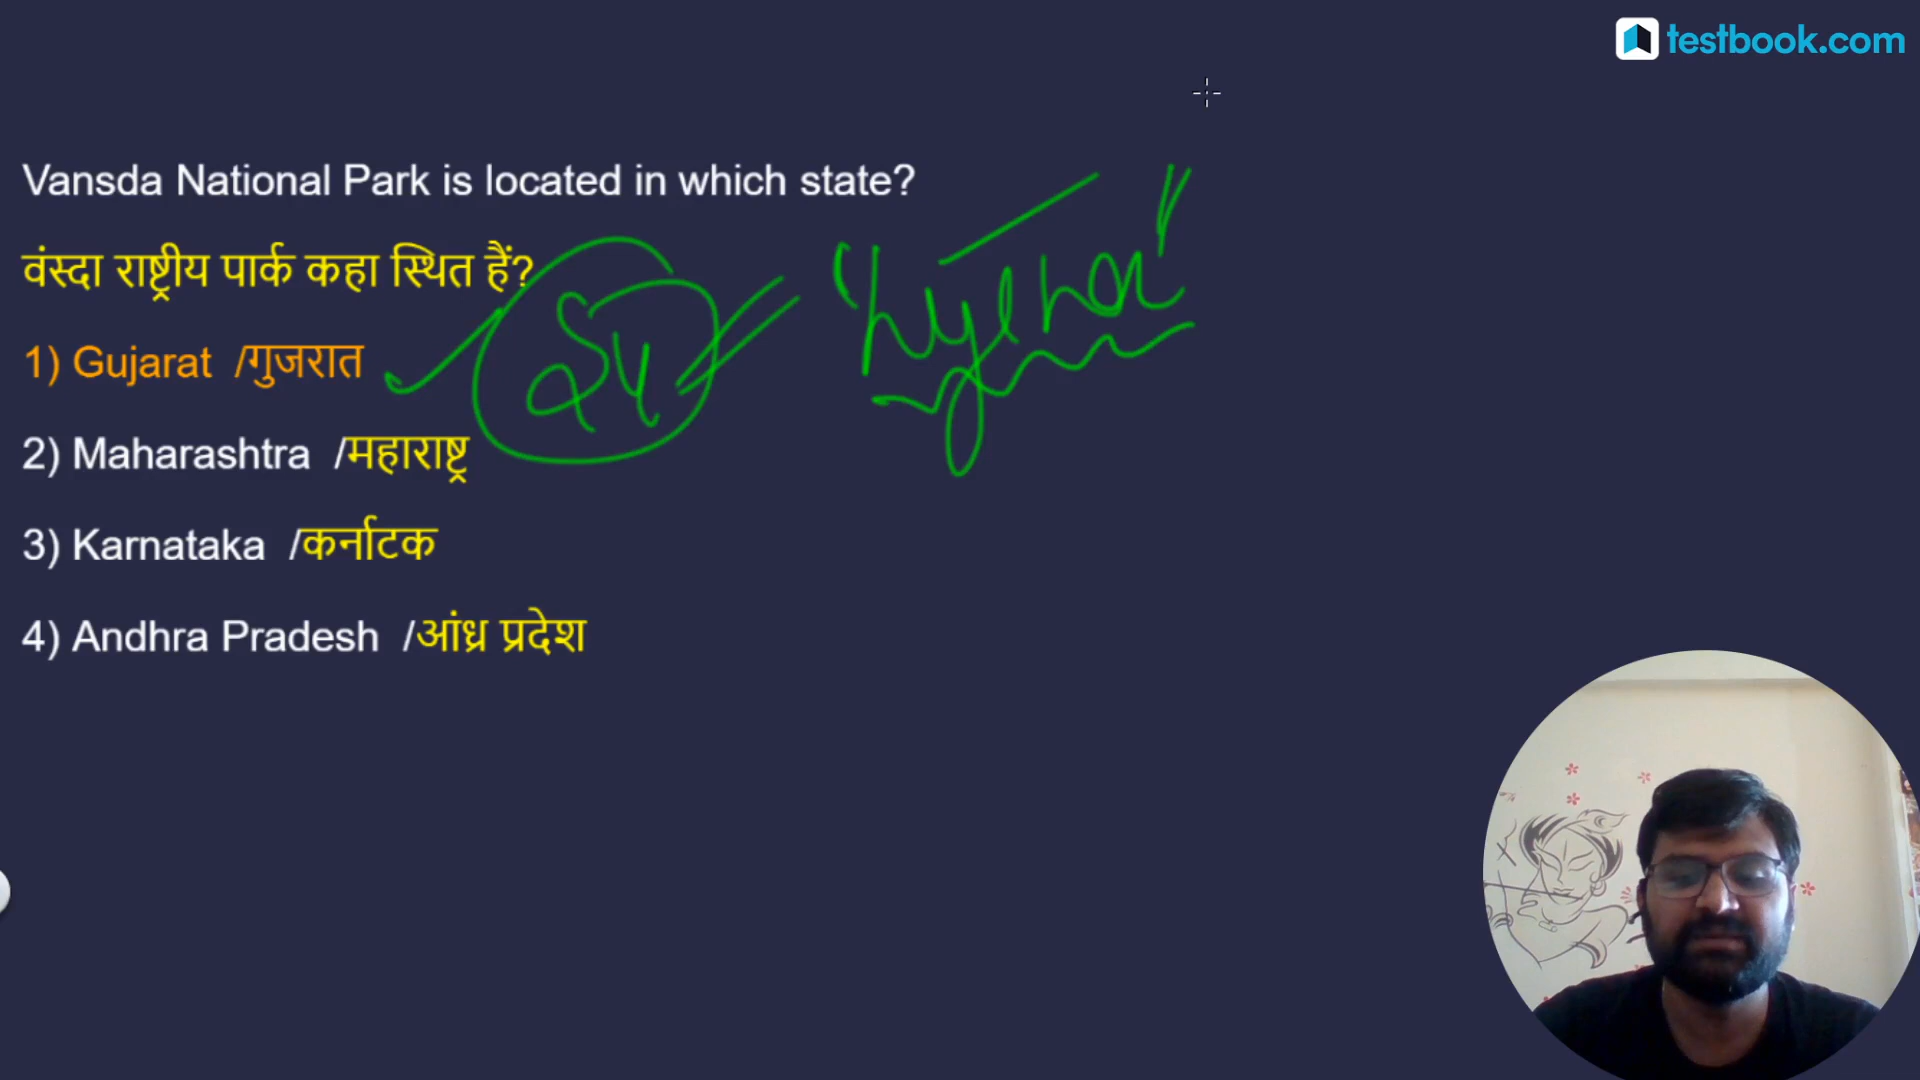 testbook.com
Vansda National Park is located in which state?
वंस्दा राष्ट्रीय पार्क कहा स्थित हैं?
1) Gujarat /गुजरात
2) Maharashtra /महाराष्ट्र
3) Karnataka /कर्नाटक
4) Andhra Pradesh /आंध्र प्रदेश